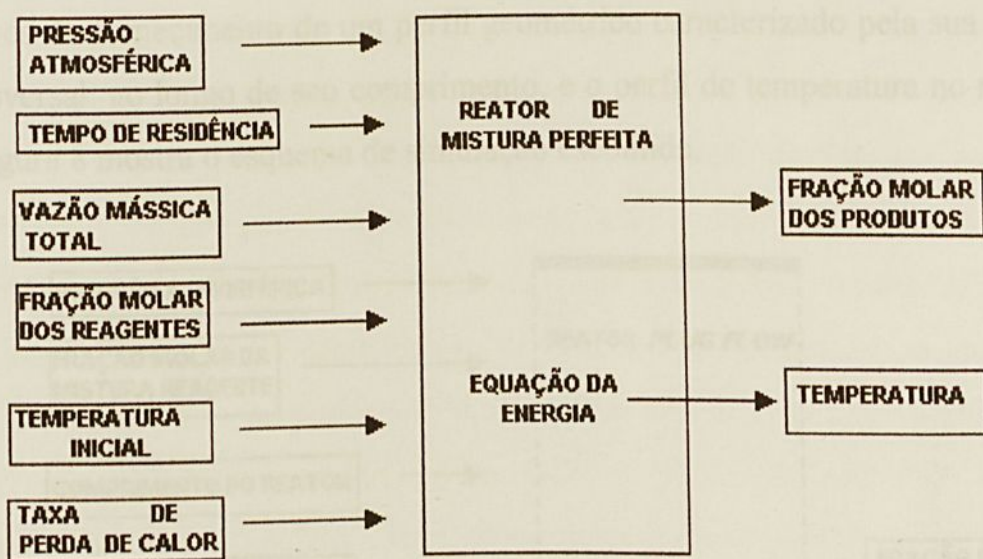 PRESSÃO
ATMOSFÉRICA
TEMPO DE RESIDÊNCIA
VAZÃO MÁSSICA
TOTAL
FRAÇÃO MOLAR
DOS REAGENTES
TEMPERATURA
INICIAL
TAXA DE
PERDA DE CALOR
REATOR DE
MISTURA PERFEITA
EQUAÇÃO DA
ENERGIA
FRAÇÃO MOLAR
DOS PRODUTOS
TEMPERATURA